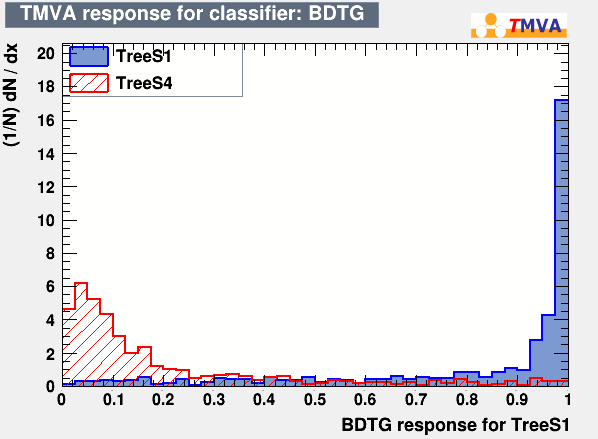 TMVA response for classifier: BDTG
TMVA
(1/N) dN / dx
TreeS1
TreeS4
20
18
16
14
12
10
8
6
4
2
0
0 0.1 0.2 0.3 0.4 0.5 0.6 0.7 0.8 0.9 1
BDTG response for TreeS1